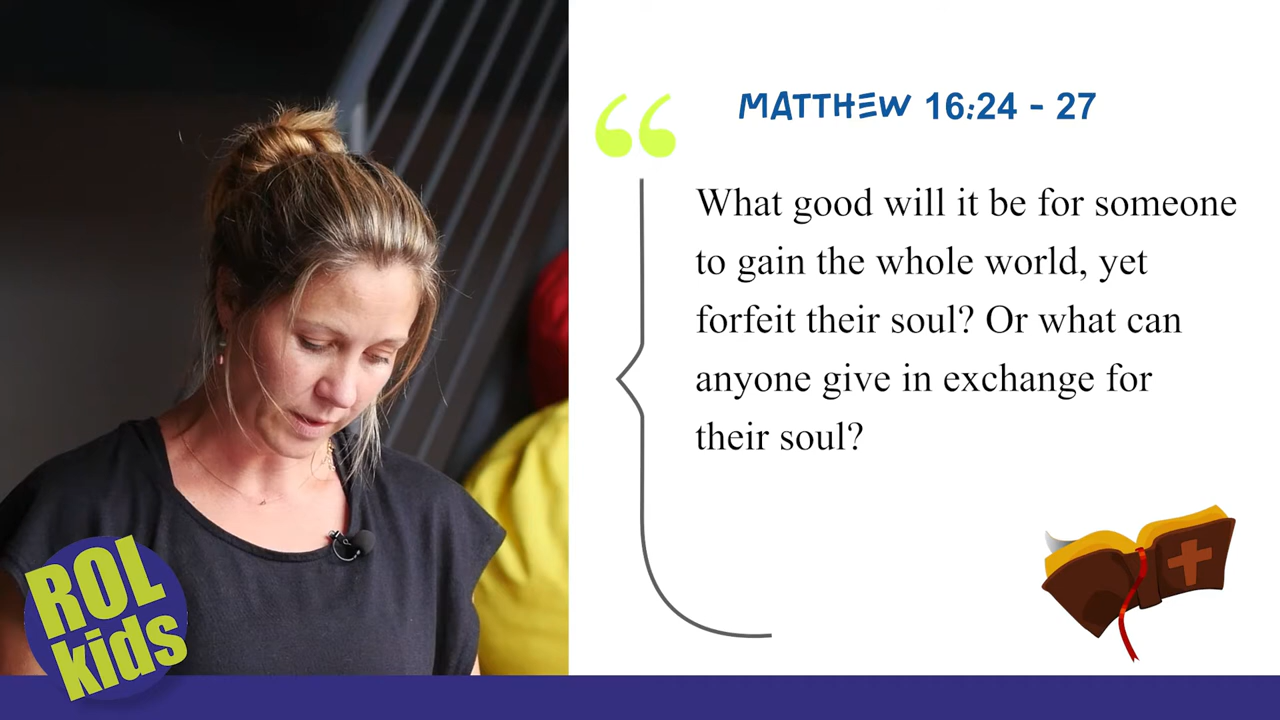 MATTHEW 16:24 - 27
What good will it be for someone
to gain the whole world, yet
forfeit their soul? Or what can
anyone give in exchange for
their soul?
ROL
kids